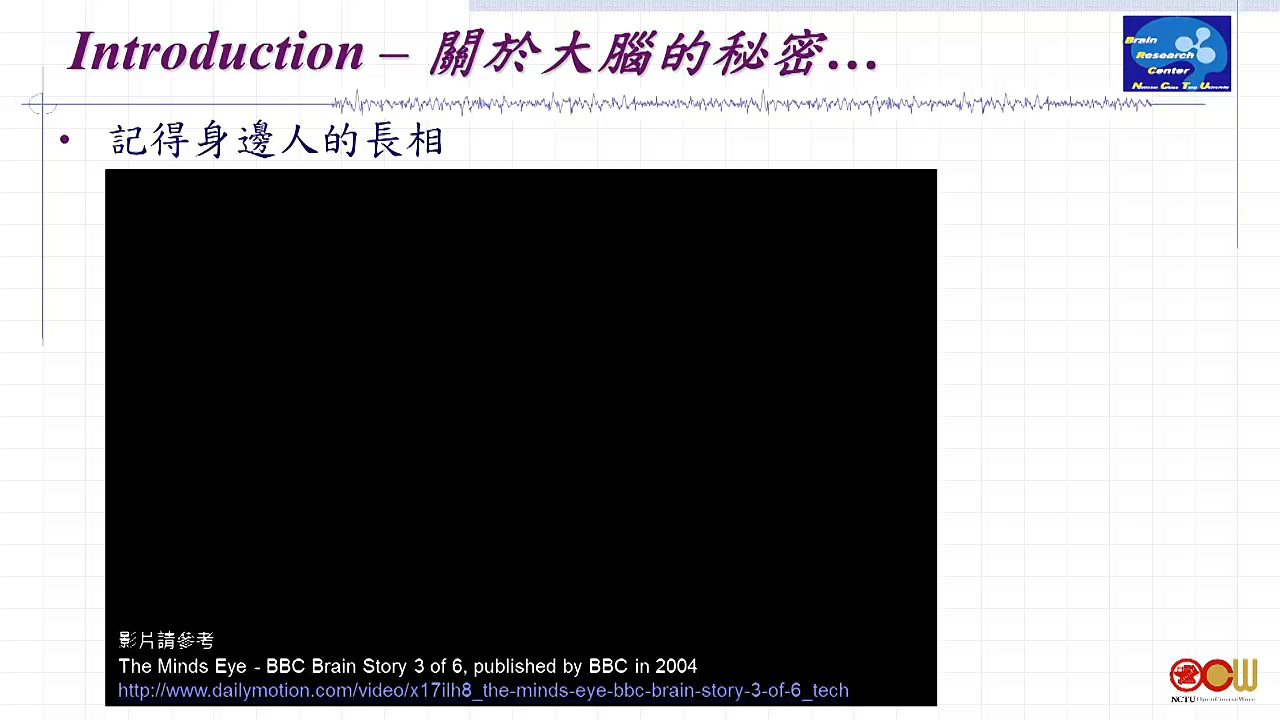 Introduction – 關於大腦的秘密…
Brain
Research
Center
National Chiao Tung University
• 記得身邊人的長相
影片請參考
The Minds Eye - BBC Brain Story 3 of 6, published by BBC in 2004
http://www.dailymotion.com/video/x17ilh8_the-minds-eye-bbc-brain-story-3-of-6_tech
OCW
NCTU OpenCourseWare